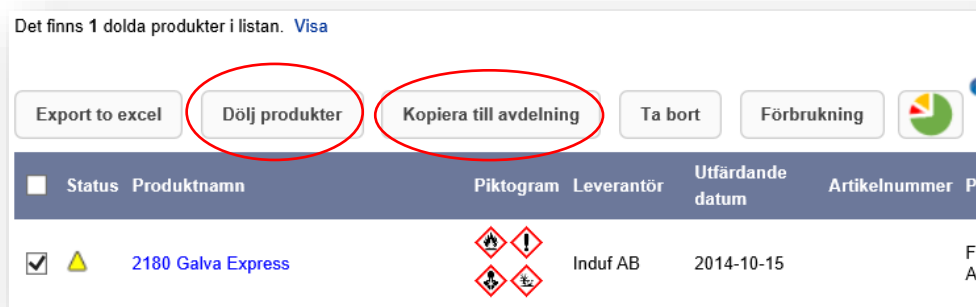 Det finns 1 dolda produkter i listan. Visa
Export to excel Dölj produkter Kopiera till avdelning Ta bort Förbrukning
Status Produktnamn Piktogram Leverantör Utfärdande datum Artikelnummer P
2180 Galva Express Induf AB 2014-10-15 F
A